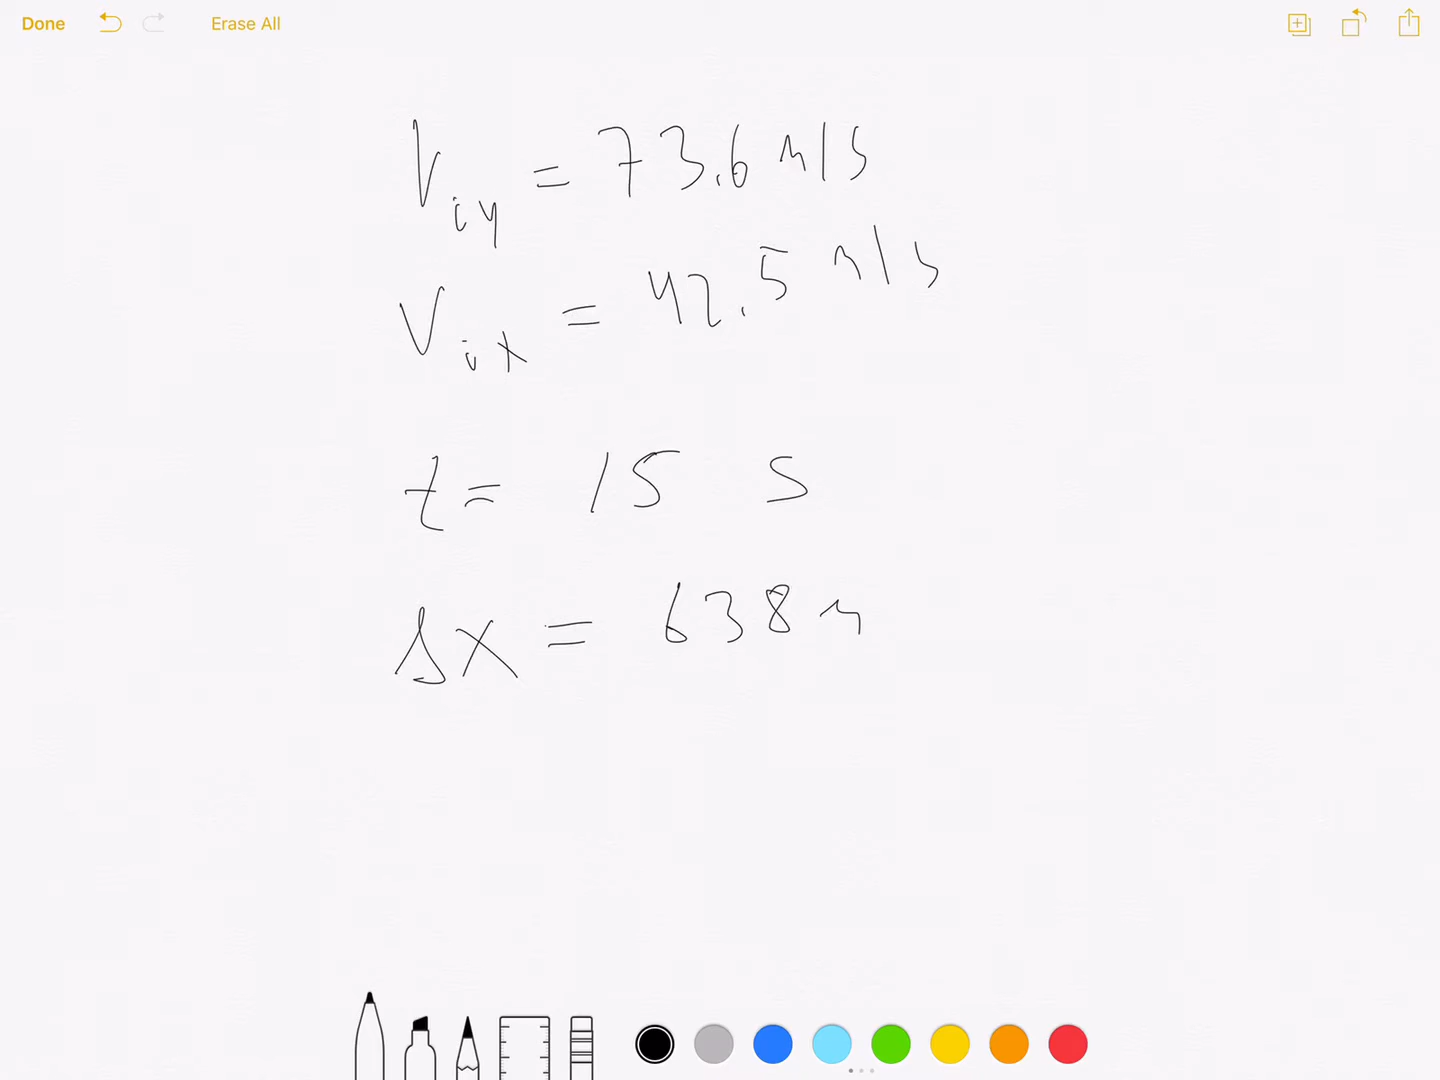 Done Erase All
Viy = 73.6 m/s
Vix = 42.5 m/s
t = 15 s
Δx = 638 m